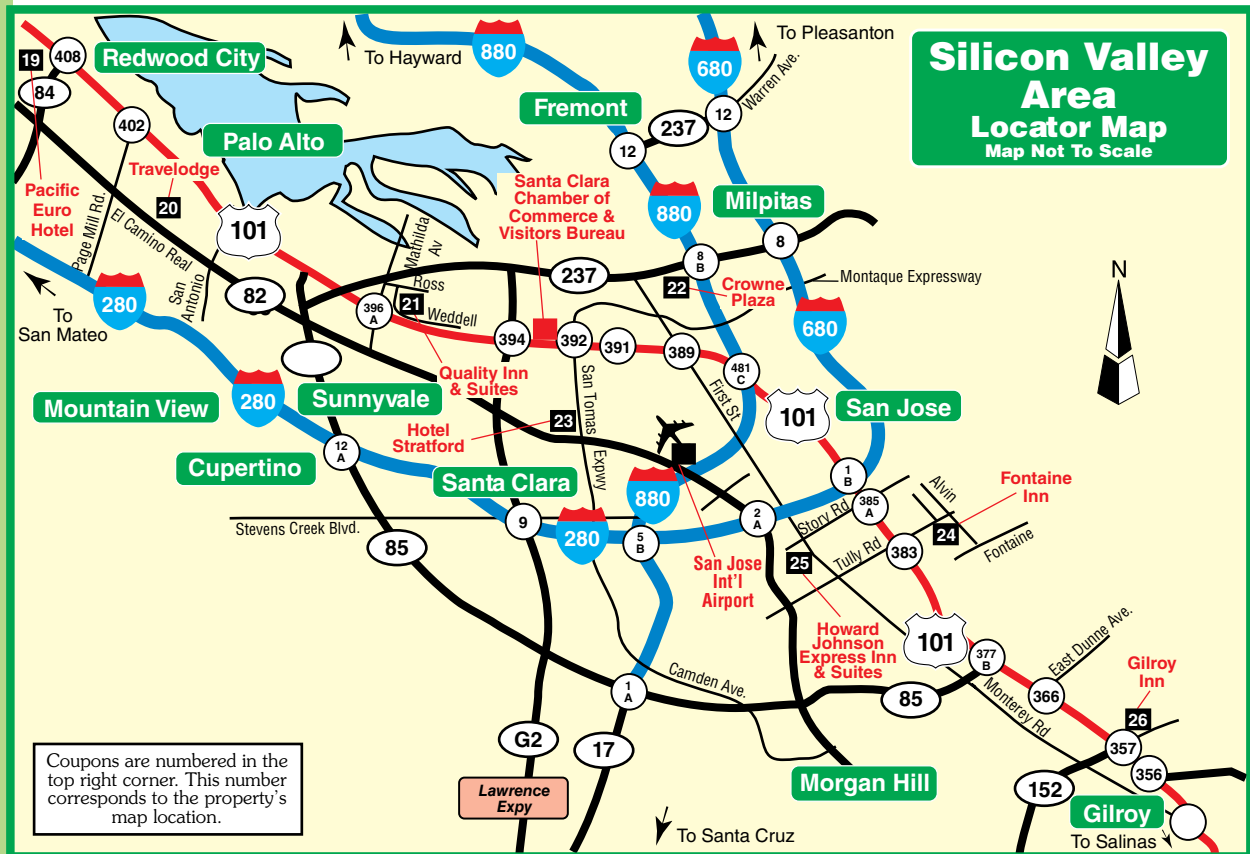 Silicon Valley
Area
Locator Map
Map Not To Scale
To Hayward
To Pleasanton
880
680
Warren Ave.
19
408
Redwood City
84
402
Fremont
12
237
12
Palo Alto
Travelodge
20
Pacific
Euro
Hotel
Page Mill Rd.
El Camino Real
101
San
Antonio
Mathilda
Av
Santa Clara
Chamber of
Commerce &
Visitors Bureau
880
Milpitas
8
8
B
237
22
Crowne
Plaza
Montaque Expressway
N
To
San Mateo
280
82
396
A
21
Ross
Weddell
394
392
391
389
481
C
680
Quality Inn
& Suites
Mountain View
280
Sunnyvale
Hotel
Stratford
23
San Tomas
Expwy
First St
101
San Jose
Cupertino
12
A
Santa Clara
880
1
B
385
A
Alvin
Fontaine
Inn
24
Fontaine
Stevens Creek Blvd.
9
280
5
B
2
A
Story Rd
Tully Rd
383
85
San Jose
Int'l
Airport
25
Howard
Johnson
Express Inn
& Suites
101
377
B
East Dunne Ave.
366
Gilroy
Inn
26
Monterey Rd
1
A
Camden Ave.
85
357
356
G2
17
152
Lawrence
Expy
Morgan Hill
Gilroy
To Santa Cruz
To Salinas
Coupons are numbered in the
top right corner. This number
corresponds to the property's
map location.